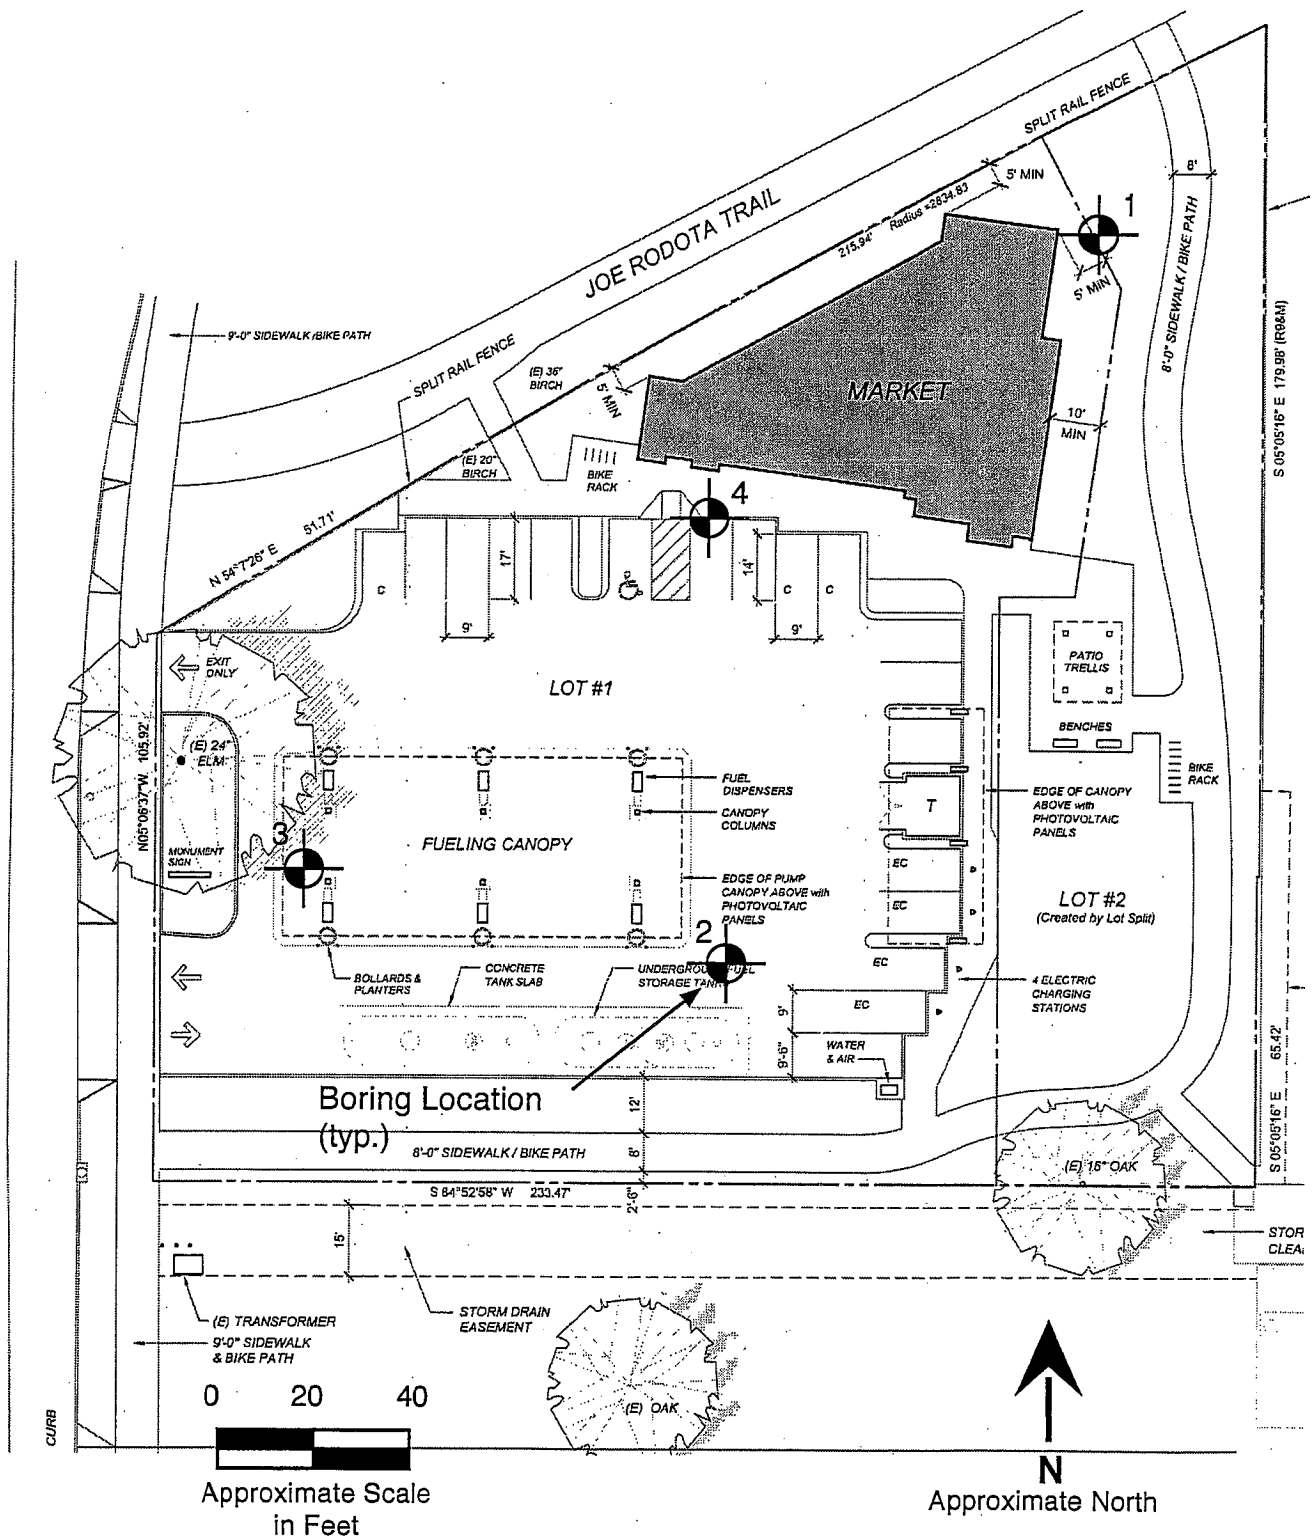 SPLIT RAIL FENCE
5' MIN
8'
JOE RODOTA TRAIL
215.94' Radius =2834.83
1
5' MIN
8'-0" SIDEWALK / BIKE PATH
S 05°05'16" E 179.98' (R9&M)
9'-0" SIDEWALK /BIKE PATH
SPLIT RAIL FENCE
(E) 36"
BIRCH
5' MIN
MARKET
10'
MIN
(E) 20"
BIRCH
BIKE
RACK
4
N 54°7'26" E 51.71'
17'
14'
C
C
C
9'
9'
EXIT
ONLY
LOT #1
PATIO
TRELLIS
BENCHES
BIKE
RACK
N05°06'37"W 105.92'
(E) 24"
ELM
FUEL
DISPENSERS
CANOPY
COLUMNS
T
EDGE OF CANOPY
ABOVE with
PHOTOVOLTAIC
PANELS
3
FUELING CANOPY
MONUMENT
SIGN
EDGE OF PUMP
CANOPY ABOVE with
PHOTOVOLTAIC
PANELS
EC
EC
LOT #2
(Created by Lot Split)
2
BOLLARDS &
PLANTERS
CONCRETE
TANK SLAB
UNDERGROUND FUEL
STORAGE TANK
EC
EC
4 ELECTRIC
CHARGING
STATIONS
9'
9'-6"
WATER
& AIR
S 05°05'16" E 65.42'
Boring Location
(typ.)
12'
8'-0" SIDEWALK / BIKE PATH
8'
(E) 16" OAK
S 84°52'58" W 233.47'
2'-6"
15'
STOR
CLEA
(E) TRANSFORMER
STORM DRAIN
EASEMENT
9'-0" SIDEWALK
& BIKE PATH
(E) OAK
CURB
0 20 40
Approximate Scale
in Feet
N
Approximate North